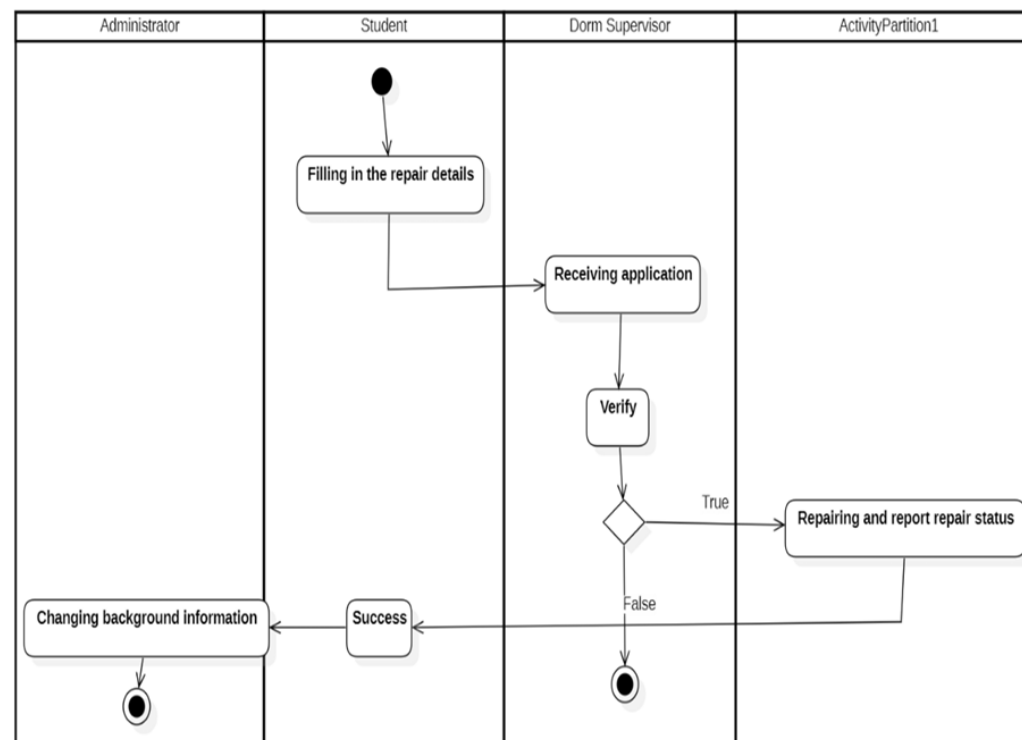 Administrator
Student
Dorm Supervisor
ActivityPartition1
Filling in the repair details
Receiving application
Verify
True
Repairing and report repair status
False
Changing background information
Success